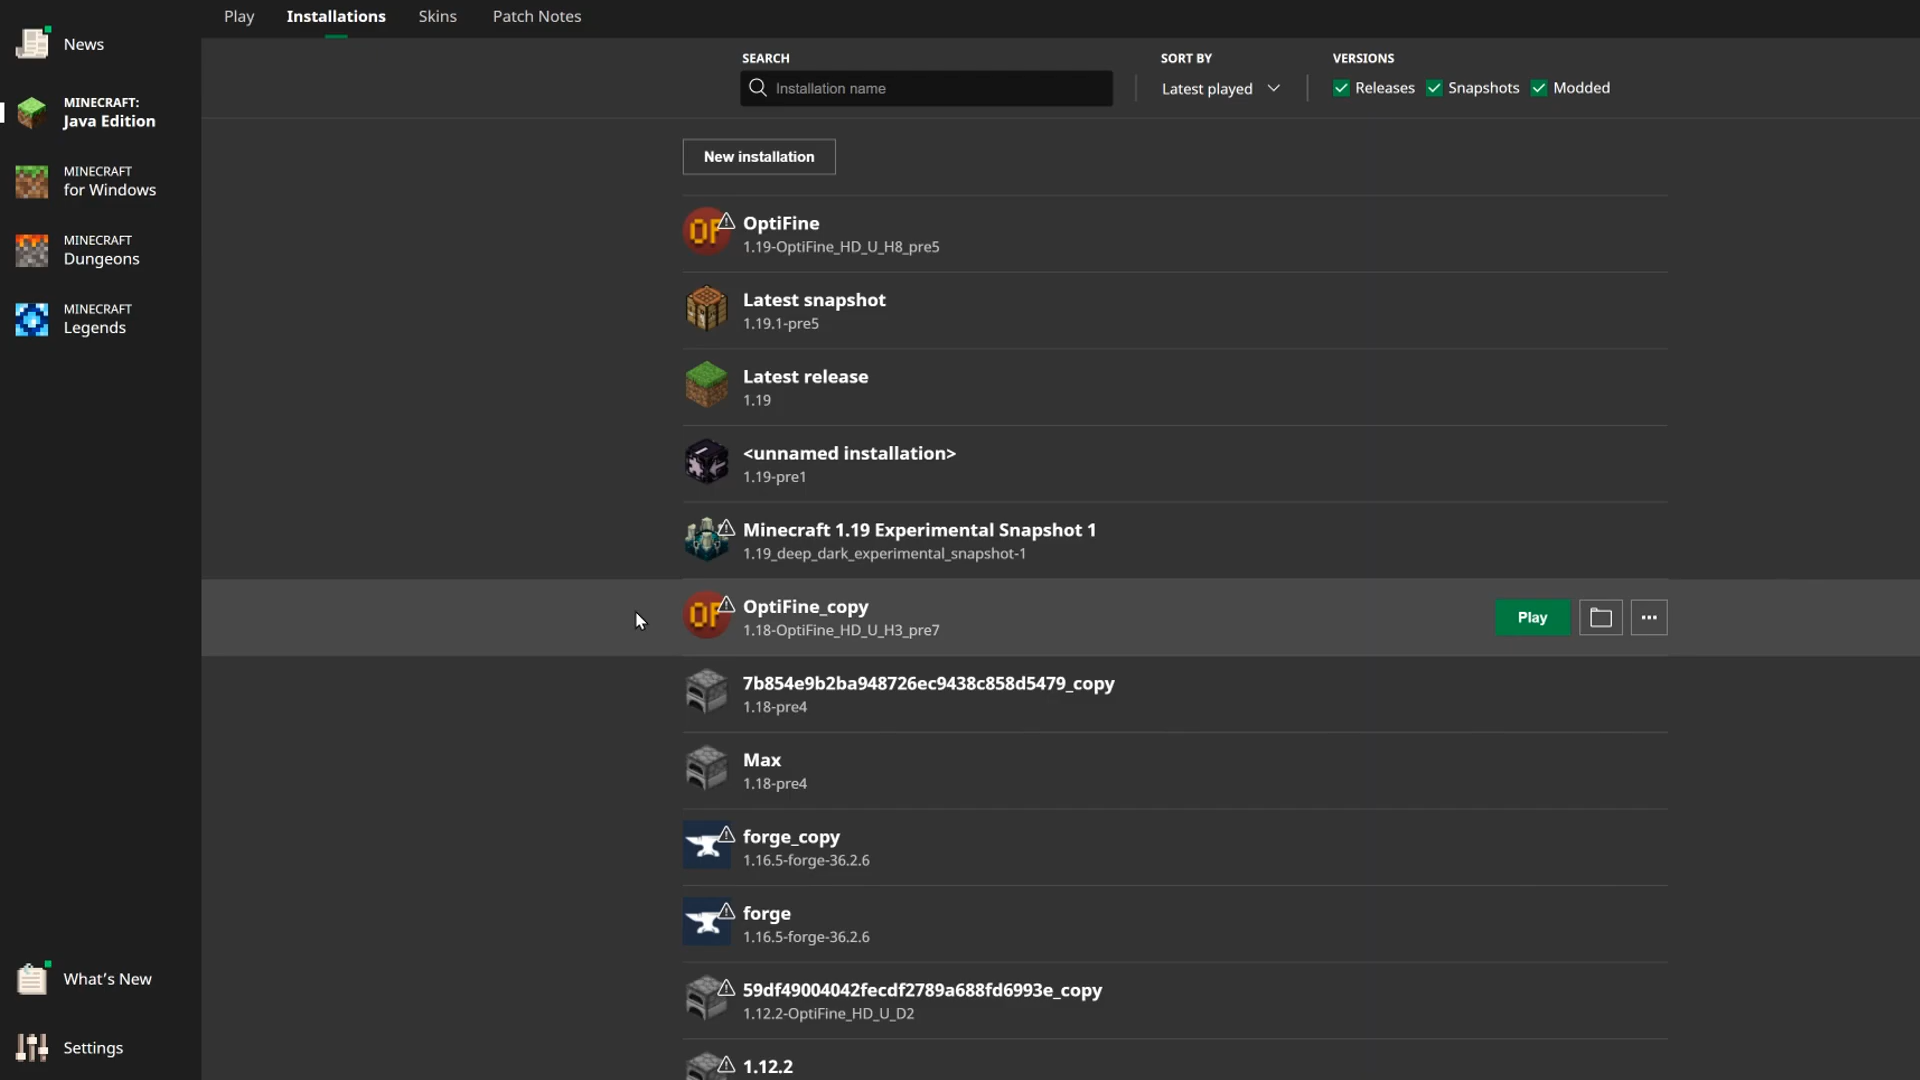 Play Installations Skins Patch Notes
News
MINECRAFT:
Java Edition
MINECRAFT
for Windows
MINECRAFT
Dungeons
MINECRAFT
Legends
What's New
Settings
SEARCH
Installation name
SORT BY
Latest played
VERSIONS
Releases Snapshots Modded
New installation
OF
OptiFine
1.19-OptiFine_HD_U_H8_pre5
Latest snapshot
1.19.1-pre5
Latest release
1.19
<unnamed installation>
1.19-pre1
Minecraft 1.19 Experimental Snapshot 1
1.19_deep_dark_experimental_snapshot-1
OF
OptiFine_copy
1.18-OptiFine_HD_U_H3_pre7
Play
7b854e9b2ba948726ec9438c858d5479_copy
1.18-pre4
Max
1.18-pre4
forge_copy
1.16.5-forge-36.2.6
forge
1.16.5-forge-36.2.6
59df49004042fecdf2789a688fd6993e_copy
1.12.2-OptiFine_HD_U_D2
1.12.2